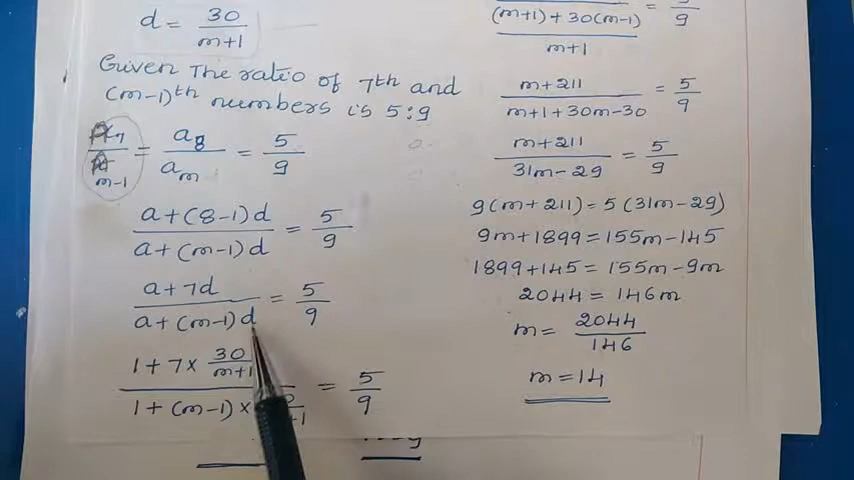 d = 30/(m+1)
Given The ratio of 7th and
(m-1)th numbers is 5:9
A7/Am-1 = a8/am = 5/9
a+(8-1)d / a+(m-1)d = 5/9
a+7d / a+(m-1)d = 5/9
1+7× 30/m+1
1+(m-1)×
= 5/9
(m+1)+30(m-1) / m+1 = /9
m+211 / m+1+30m-30 = 5/9
m+211 / 31m-29 = 5/9
9(m+211) = 5(31m-29)
9m+1899 = 155m-145
1899+145 = 155m-9m
2044 = 146m
m = 2044/146
m = 14